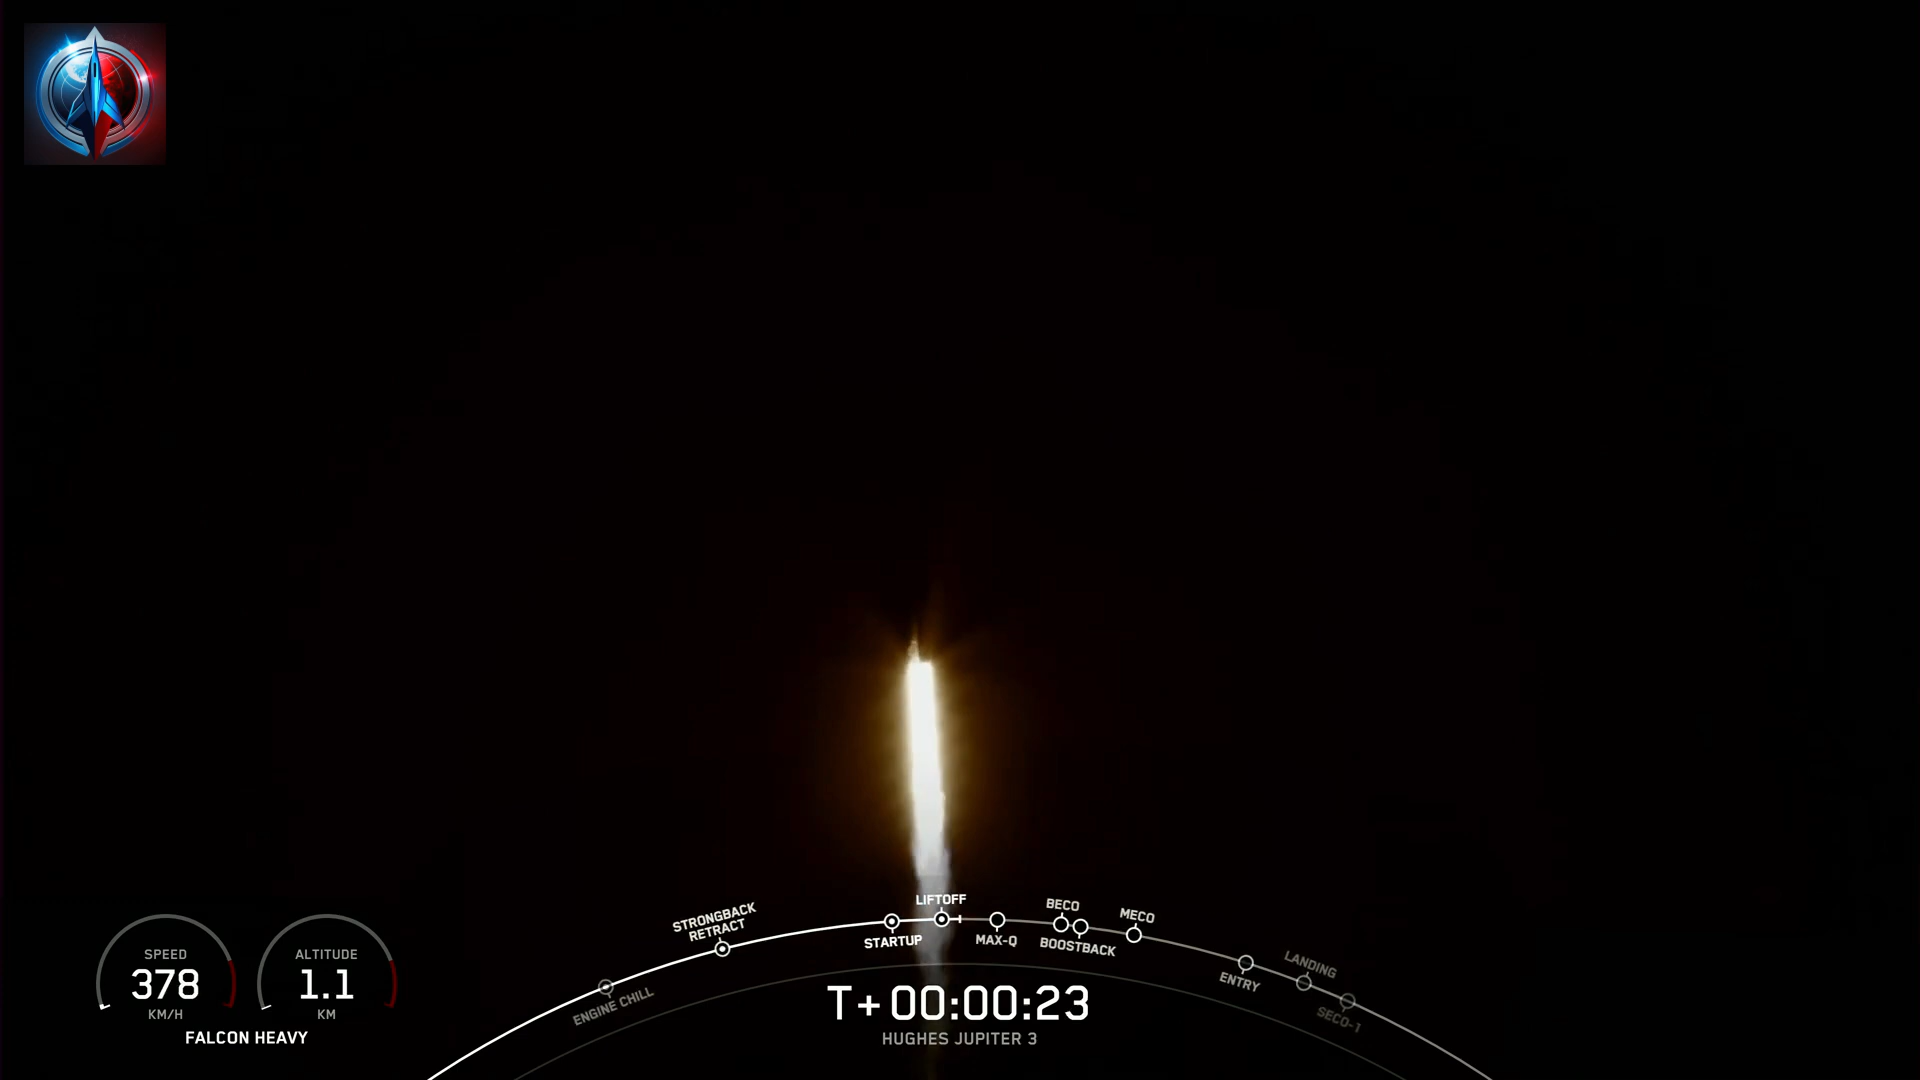 STRONGBACK
RETRACT
LIFTOFF
BECO
MECO
STARTUP
MAX-Q
BOOSTBACK
ENGINE CHILL
ENTRY
LANDING
SECO-1
SPEED
378
KM/H
ALTITUDE
1.1
KM
FALCON HEAVY
T+00:00:23
HUGHES JUPITER 3